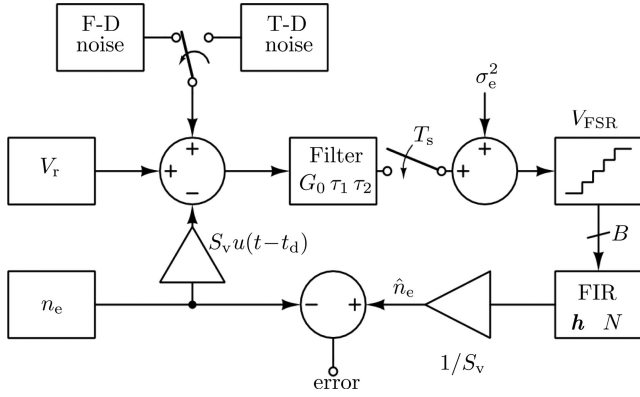 F-D
noise
T-D
noise
σ_e^2
V_FSR
V_r
+
+
−
Filter
G_0 τ_1 τ_2
T_s
+
+
S_v u(t−t_d)
B
n_e
−
+
n̂_e
FIR
h N
1/S_v
error